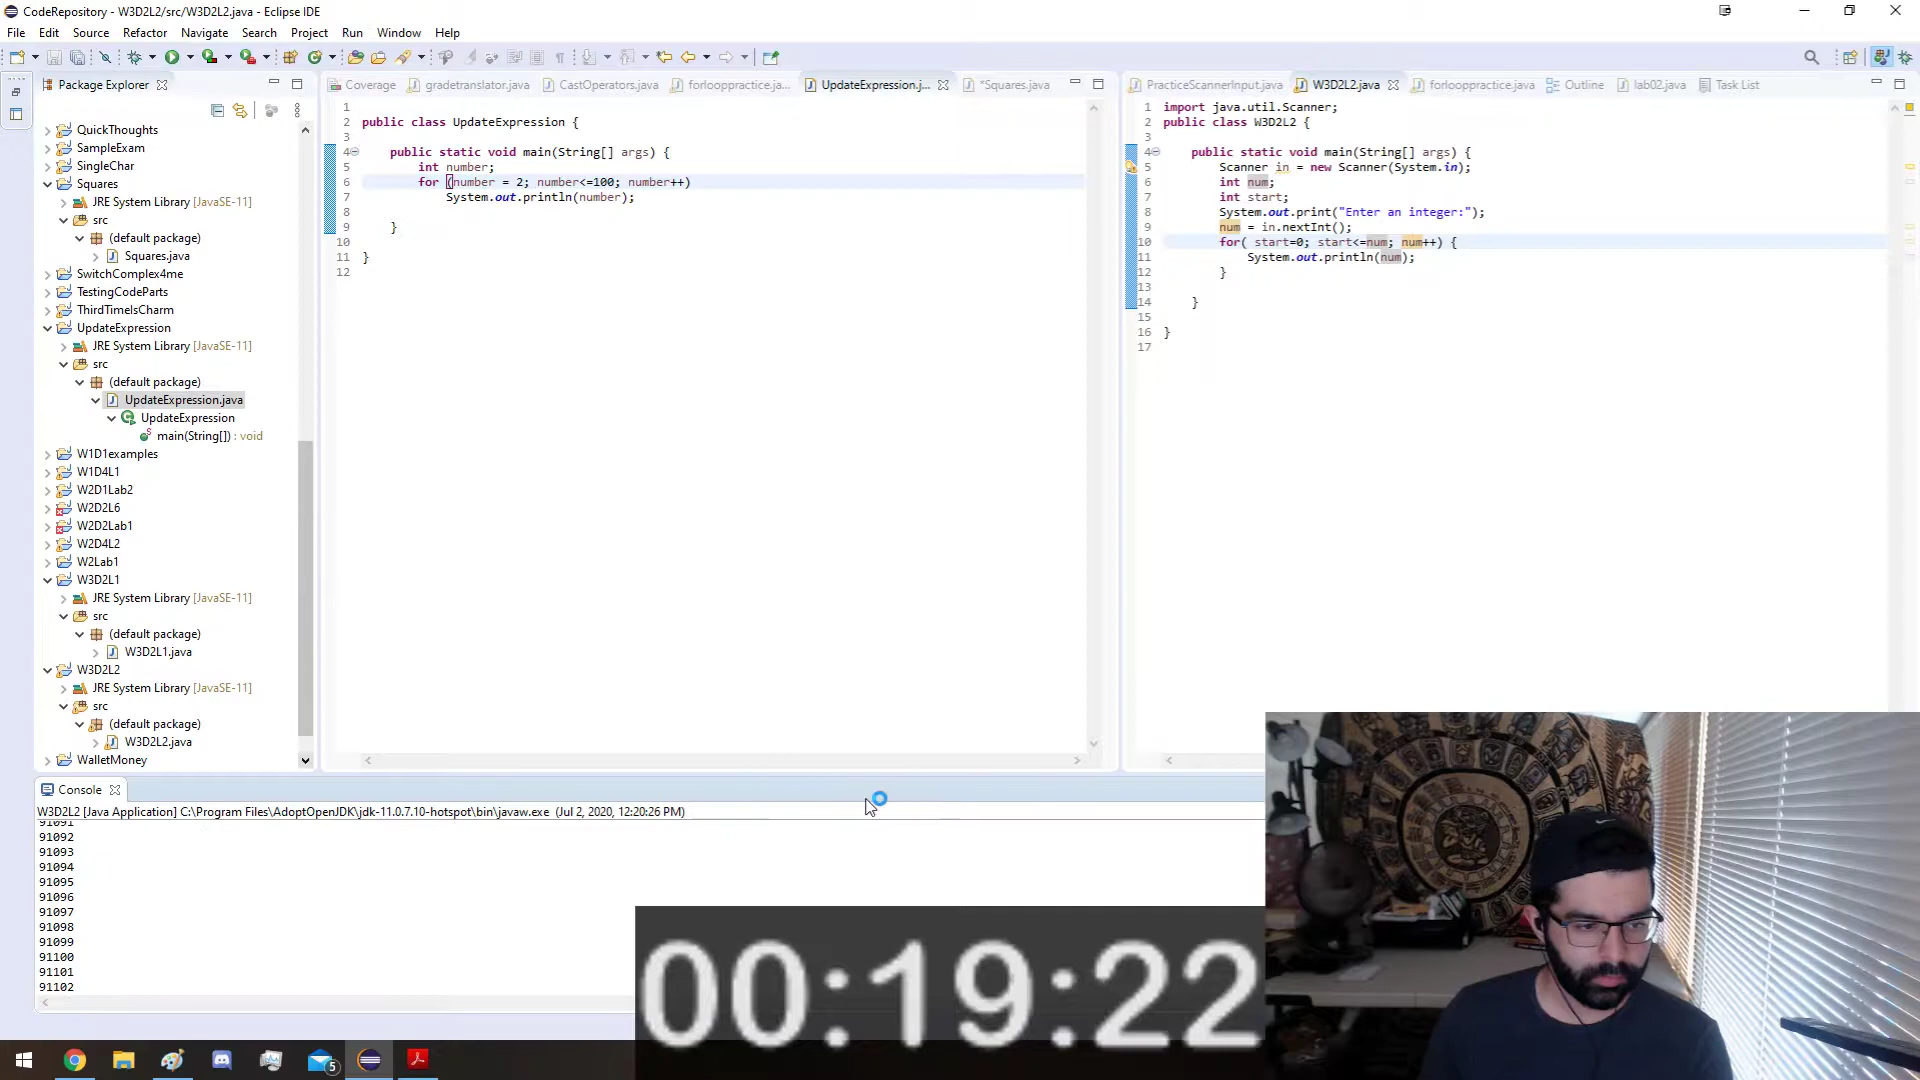 CodeRepository - W3D2L2/src/W3D2L2.java - Eclipse IDE
File Edit Source Refactor Navigate Search Project Run Window Help
Package Explorer
QuickThoughts
SampleExam
SingleChar
Squares
JRE System Library [JavaSE-11]
src
(default package)
Squares.java
SwitchComplex4me
TestingCodeParts
ThirdTimeIsCharm
UpdateExpression
JRE System Library [JavaSE-11]
src
(default package)
UpdateExpression.java
UpdateExpression
main(String[]) : void
W1D1examples
W1D4L1
W2D1Lab2
W2D2L6
W2D2Lab1
W2D4L2
W2Lab1
W3D2L1
JRE System Library [JavaSE-11]
src
(default package)
W3D2L1.java
W3D2L2
JRE System Library [JavaSE-11]
src
(default package)
W3D2L2.java
WalletMoney
Coverage gradetranslator.java CastOperators.java forlooppractice.ja... UpdateExpression.j... *Squares.java
1
2 public class UpdateExpression {
3
4 public static void main(String[] args) {
5 int number;
6 for (number = 2; number<=100; number++)
7 System.out.println(number);
8
9 }
10
11 }
12
PracticeScannerInput.java W3D2L2.java forlooppractice.java Outline lab02.java Task List
1 import java.util.Scanner;
2 public class W3D2L2 {
3
4 public static void main(String[] args) {
5 Scanner in = new Scanner(System.in);
6 int num;
7 int start;
8 System.out.print("Enter an integer:");
9 num = in.nextInt();
10 for( start=0; start<=num; num++) {
11 System.out.println(num);
12 }
13
14 }
15
16 }
17
Console
W3D2L2 [Java Application] C:\Program Files\AdoptOpenJDK\jdk-11.0.7.10-hotspot\bin\javaw.exe (Jul 2, 2020, 12:20:26 PM)
91091
91092
91093
91094
91095
91096
91097
91098
91099
91100
91101
91102
00:19:22
5